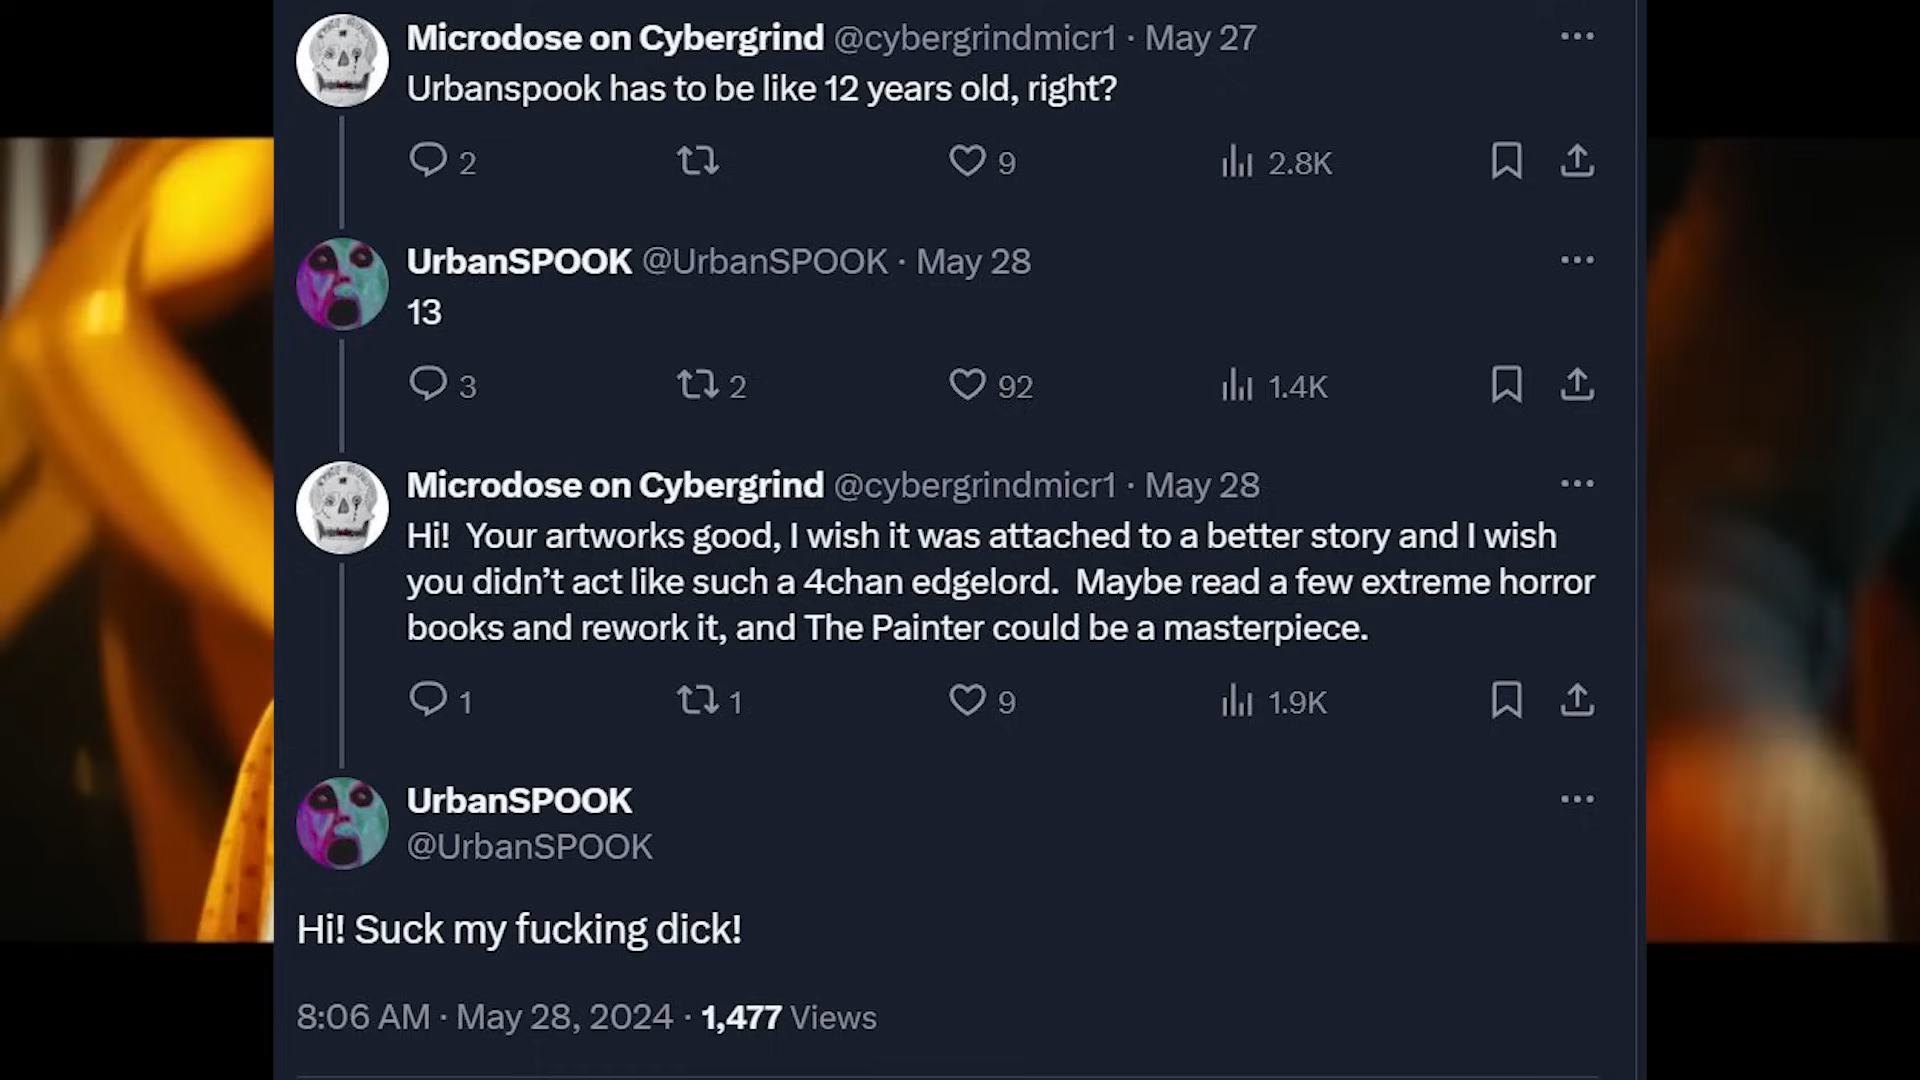 Microdose on Cybergrind @cybergrindmicr1 · May 27
Urbanspook has to be like 12 years old, right?
2 9 2.8K
UrbanSPOOK @UrbanSPOOK · May 28
13
3 2 92 1.4K
Microdose on Cybergrind @cybergrindmicr1 · May 28
Hi!  Your artworks good, I wish it was attached to a better story and I wish
you didn’t act like such a 4chan edgelord.  Maybe read a few extreme horror
books and rework it, and The Painter could be a masterpiece.
1 1 9 1.9K
UrbanSPOOK
@UrbanSPOOK
Hi! Suck my fucking dick!
8:06 AM · May 28, 2024 · 1,477 Views